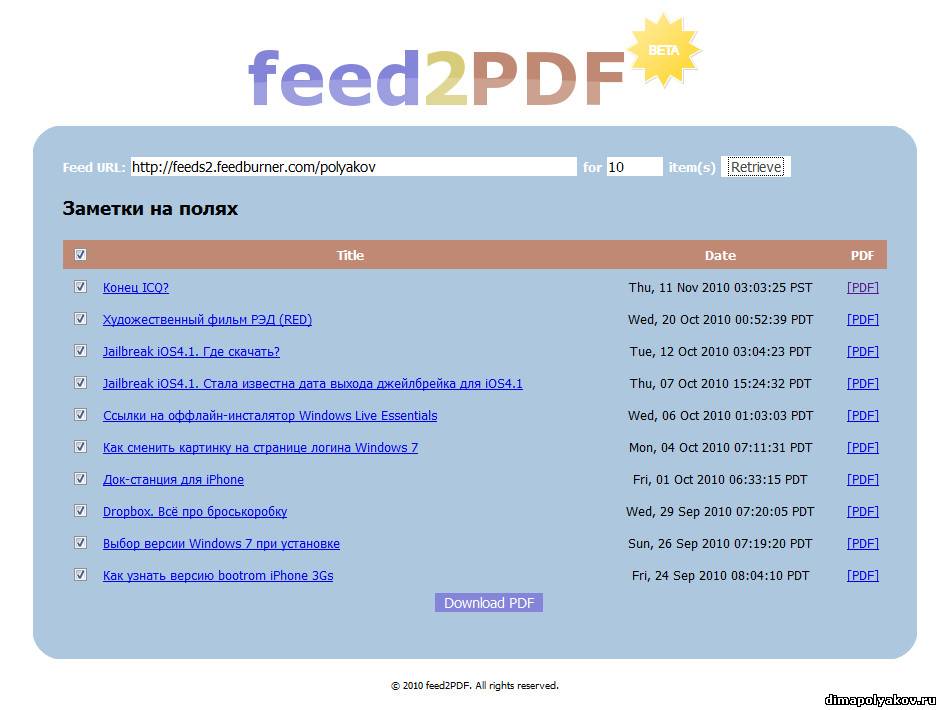 feed2PDF BETA
Feed URL: http://feeds2.feedburner.com/polyakov for 10 item(s) Retrieve
Заметки на полях
Title Date PDF
Конец ICQ? Thu, 11 Nov 2010 03:03:25 PST [PDF]
Художественный фильм РЭД (RED) Wed, 20 Oct 2010 00:52:39 PDT [PDF]
Jailbreak iOS4.1. Где скачать? Tue, 12 Oct 2010 03:04:23 PDT [PDF]
Jailbreak iOS4.1. Стала известна дата выхода джейлбрейка для iOS4.1 Thu, 07 Oct 2010 15:24:32 PDT [PDF]
Ссылки на оффлайн-инсталятор Windows Live Essentials Wed, 06 Oct 2010 01:03:03 PDT [PDF]
Как сменить картинку на странице логина Windows 7 Mon, 04 Oct 2010 07:11:31 PDT [PDF]
Док-станция для iPhone Fri, 01 Oct 2010 06:33:15 PDT [PDF]
Dropbox. Всё про броськоробку Wed, 29 Sep 2010 07:20:05 PDT [PDF]
Выбор версии Windows 7 при установке Sun, 26 Sep 2010 07:19:20 PDT [PDF]
Как узнать версию bootrom iPhone 3Gs Fri, 24 Sep 2010 08:04:10 PDT [PDF]
Download PDF
© 2010 feed2PDF. All rights reserved.
dimapolyakov.ru